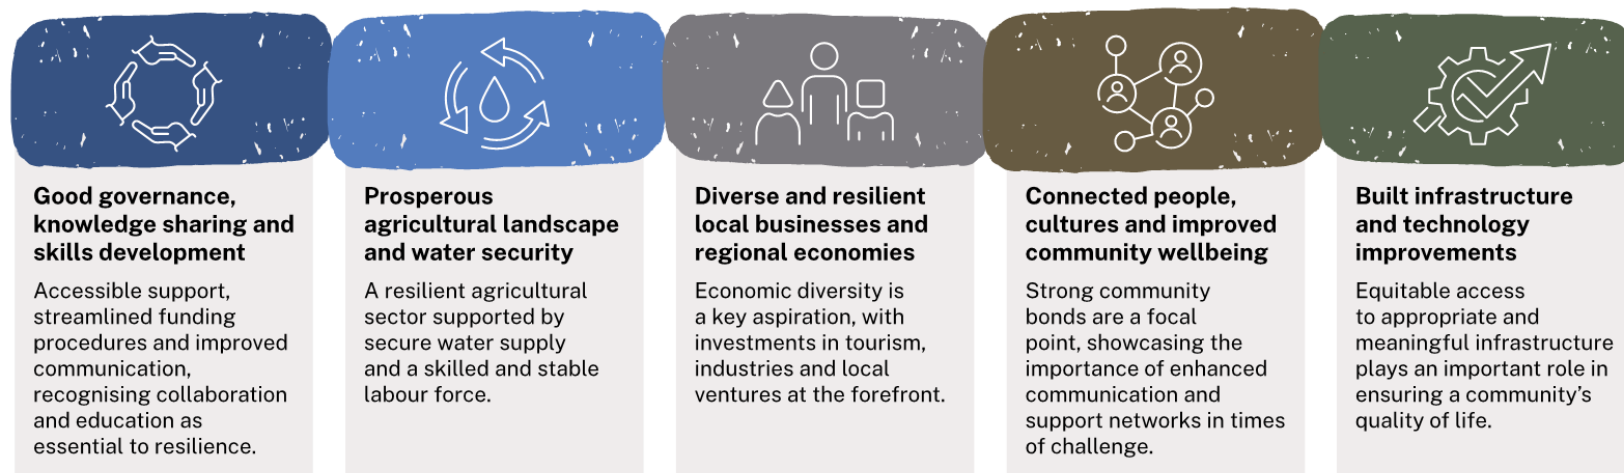 Good governance,
knowledge sharing and
skills development
Accessible support,
streamlined funding
procedures and improved
communication,
recognising collaboration
and education as
essential to resilience.
Prosperous
agricultural landscape
and water security
A resilient agricultural
sector supported by
secure water supply
and a skilled and stable
labour force.
Diverse and resilient
local businesses and
regional economies
Economic diversity is
a key aspiration, with
investments in tourism,
industries and local
ventures at the forefront.
Connected people,
cultures and improved
community wellbeing
Strong community
bonds are a focal
point, showcasing the
importance of enhanced
communication and
support networks in times
of challenge.
Built infrastructure
and technology
improvements
Equitable access
to appropriate and
meaningful infrastructure
plays an important role in
ensuring a community’s
quality of life.